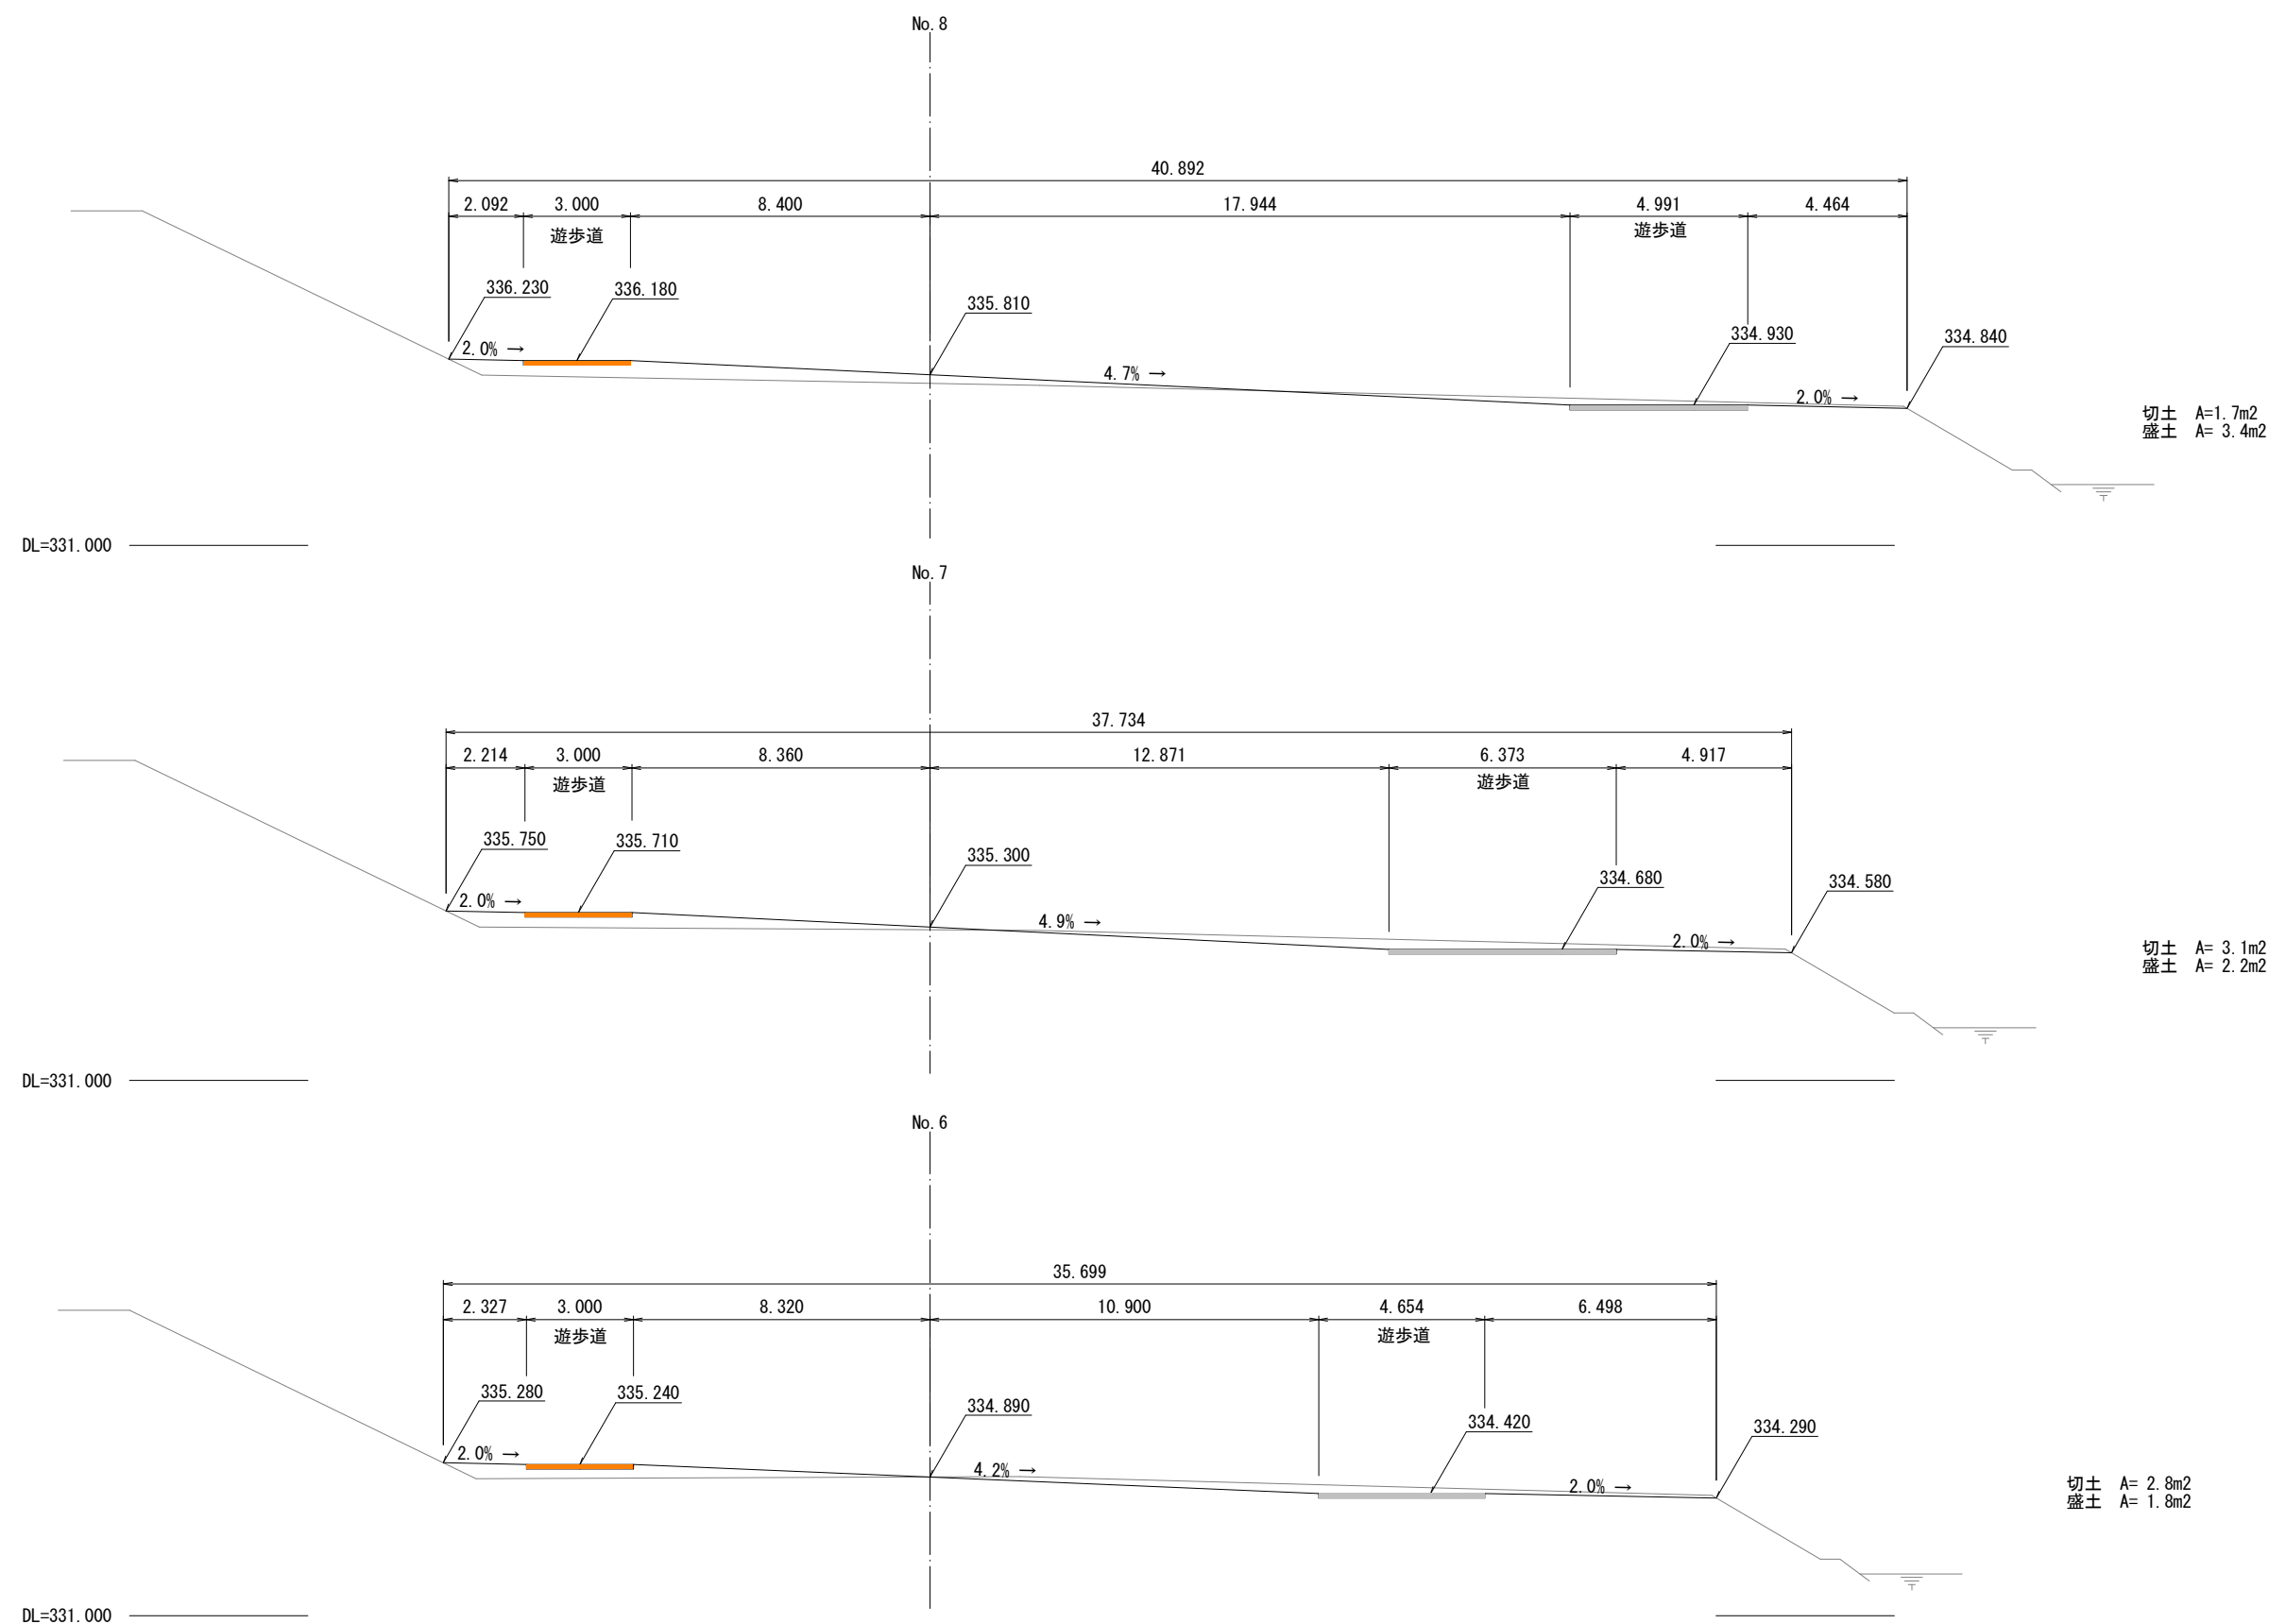 No.8
40.892
2.092 3.000 8.400 17.944 4.991 4.464
遊歩道 遊歩道
336.230 336.180 335.810 334.930 334.840
2.0% → 4.7% → 2.0% →
切土 A=1.7m2
盛土 A= 3.4m2
DL=331.000
No.7
37.734
2.214 3.000 8.360 12.871 6.373 4.917
遊歩道 遊歩道
335.750 335.710 335.300 334.680 334.580
2.0% → 4.9% → 2.0% →
切土 A= 3.1m2
盛土 A= 2.2m2
DL=331.000
No.6
35.699
2.327 3.000 8.320 10.900 4.654 6.498
遊歩道 遊歩道
335.280 335.240 334.890 334.420 334.290
2.0% → 4.2% → 2.0% →
切土 A= 2.8m2
盛土 A= 1.8m2
DL=331.000